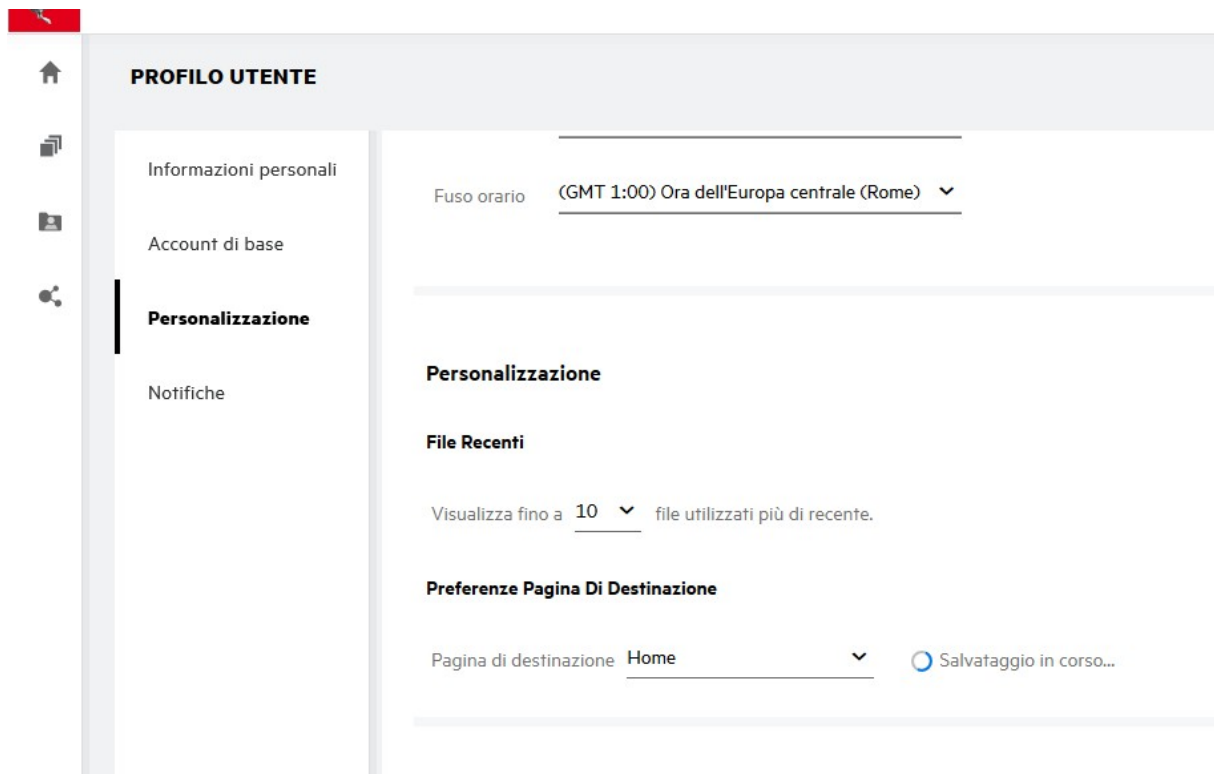 PROFILO UTENTE
Informazioni personali
Account di base
Personalizzazione
Notifiche
Fuso orario (GMT 1:00) Ora dell'Europa centrale (Rome)
Personalizzazione
File Recenti
Visualizza fino a 10 file utilizzati più di recente.
Preferenze Pagina Di Destinazione
Pagina di destinazione Home Salvataggio in corso...